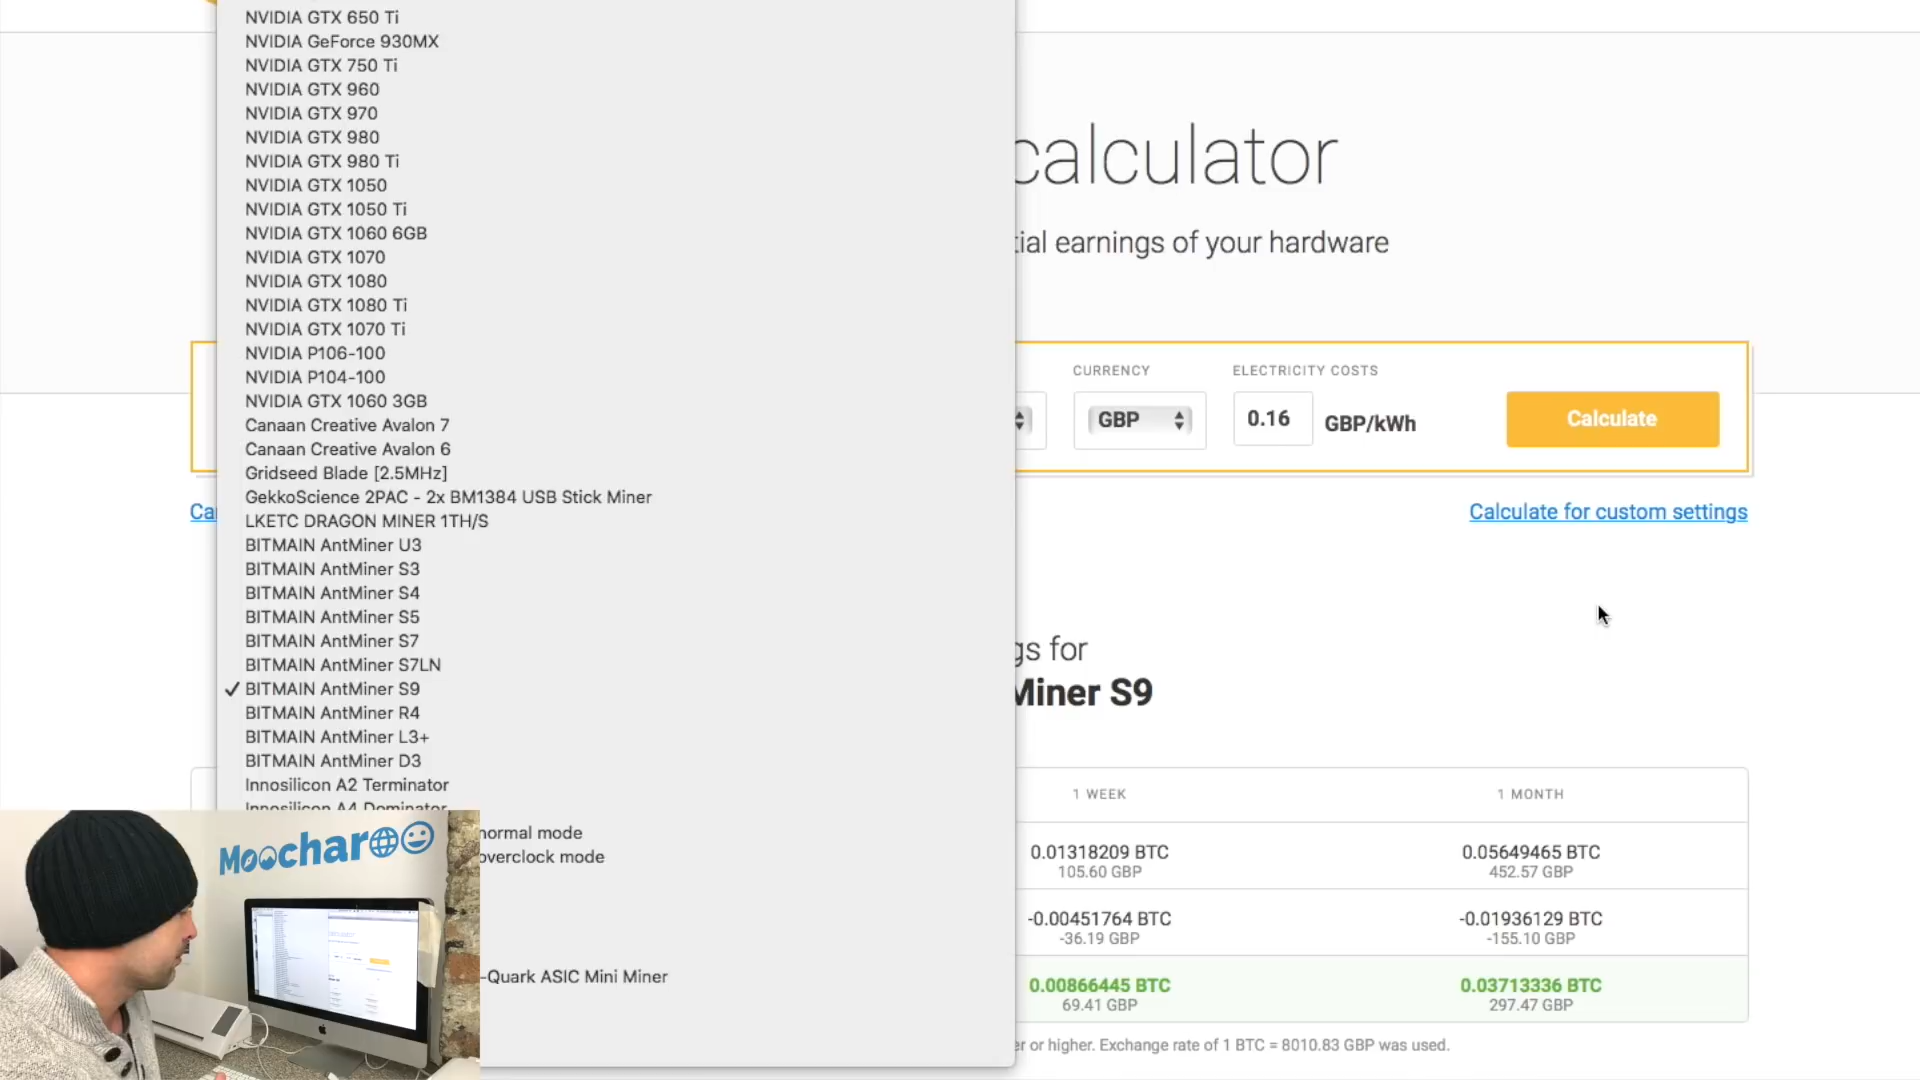 NVIDIA GTX 650 Ti
NVIDIA GeForce 930MX
NVIDIA GTX 750 Ti
NVIDIA GTX 960
NVIDIA GTX 970
NVIDIA GTX 980
NVIDIA GTX 980 Ti
NVIDIA GTX 1050
NVIDIA GTX 1050 Ti
NVIDIA GTX 1060 6GB
NVIDIA GTX 1070
NVIDIA GTX 1080
NVIDIA GTX 1080 Ti
NVIDIA GTX 1070 Ti
NVIDIA P106-100
NVIDIA P104-100
NVIDIA GTX 1060 3GB
Canaan Creative Avalon 7
Canaan Creative Avalon 6
Gridseed Blade [2.5MHz]
GekkoScience 2PAC - 2x BM1384 USB Stick Miner
LKETC DRAGON MINER 1TH/S
BITMAIN AntMiner U3
BITMAIN AntMiner S3
BITMAIN AntMiner S4
BITMAIN AntMiner S5
BITMAIN AntMiner S7
BITMAIN AntMiner S7LN
✓ BITMAIN AntMiner S9
BITMAIN AntMiner R4
BITMAIN AntMiner L3+
BITMAIN AntMiner D3
Innosilicon A2 Terminator
Innosilicon A4 Dominator
normal mode
overclock mode
-Quark ASIC Mini Miner
calculator
tial earnings of your hardware
CURRENCY
ELECTRICITY COSTS
GBP
0.16
GBP/kWh
Calculate
Ca
Calculate for custom settings
gs for
Miner S9
1 WEEK
1 MONTH
0.01318209 BTC
105.60 GBP
0.05649465 BTC
452.57 GBP
-0.00451764 BTC
-36.19 GBP
-0.01936129 BTC
-155.10 GBP
0.00866445 BTC
69.41 GBP
0.03713336 BTC
297.47 GBP
er or higher. Exchange rate of 1 BTC = 8010.83 GBP was used.
Moocharoo